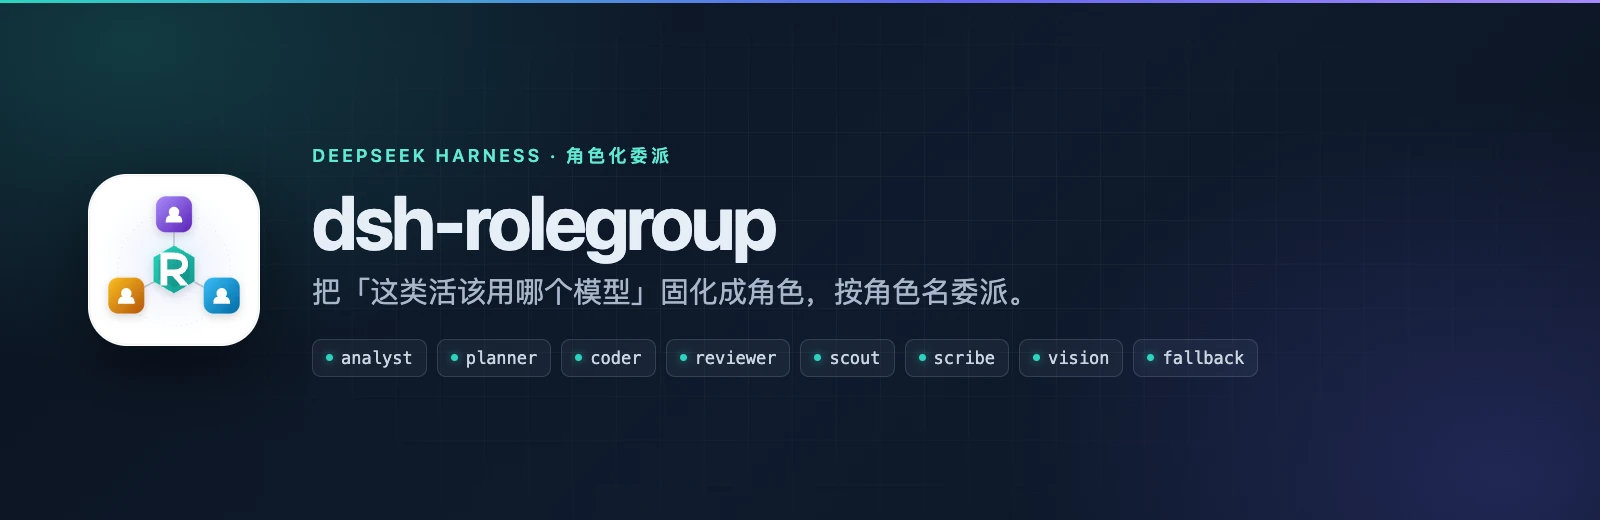 DEEPSEEK HARNESS · 角色化委派
dsh-rolegroup
把「这类活该用哪个模型」固化成角色，按角色名委派。
analyst planner coder reviewer scout scribe vision fallback
R